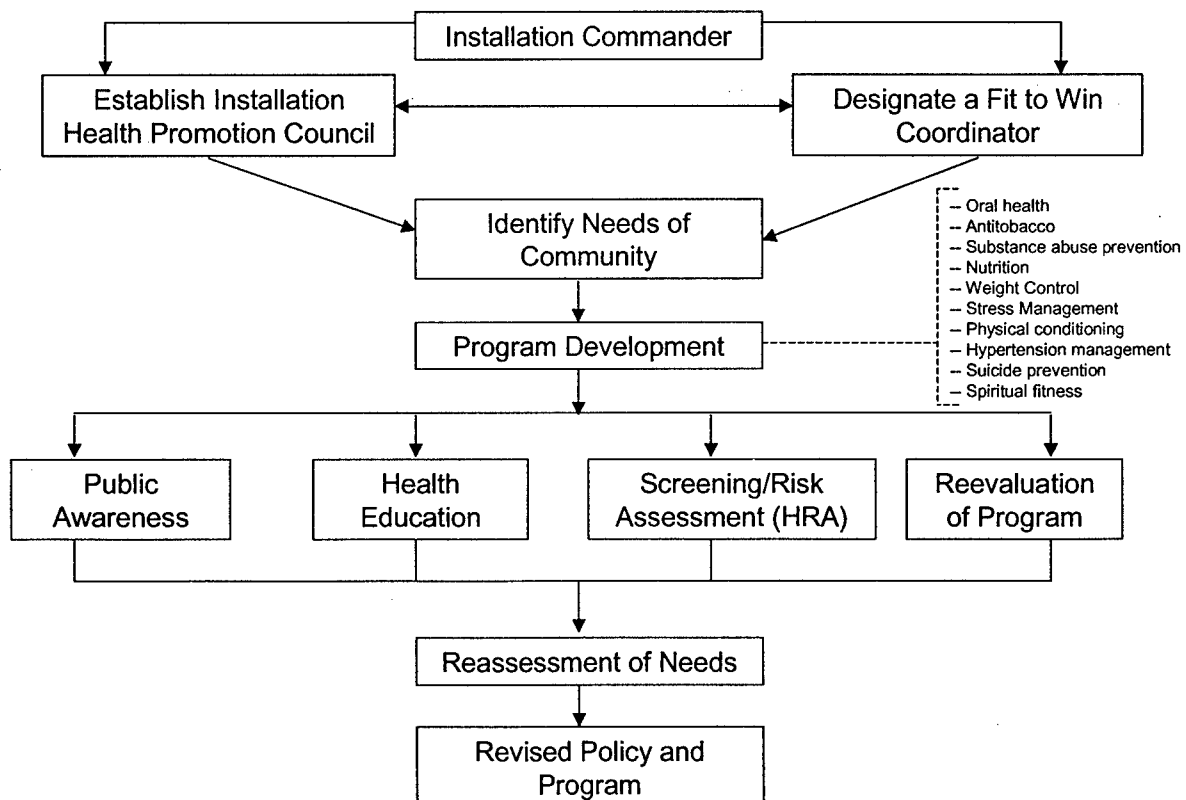 Installation Commander
Establish Installation
Health Promotion Council
Designate a Fit to Win
Coordinator
Identify Needs of
Community
– Oral health
– Antitobacco
– Substance abuse prevention
– Nutrition
– Weight Control
– Stress Management
– Physical conditioning
– Hypertension management
– Suicide prevention
– Spiritual fitness
Program Development
Public
Awareness
Health
Education
Screening/Risk
Assessment (HRA)
Reevaluation
of Program
Reassessment of Needs
Revised Policy and
Program